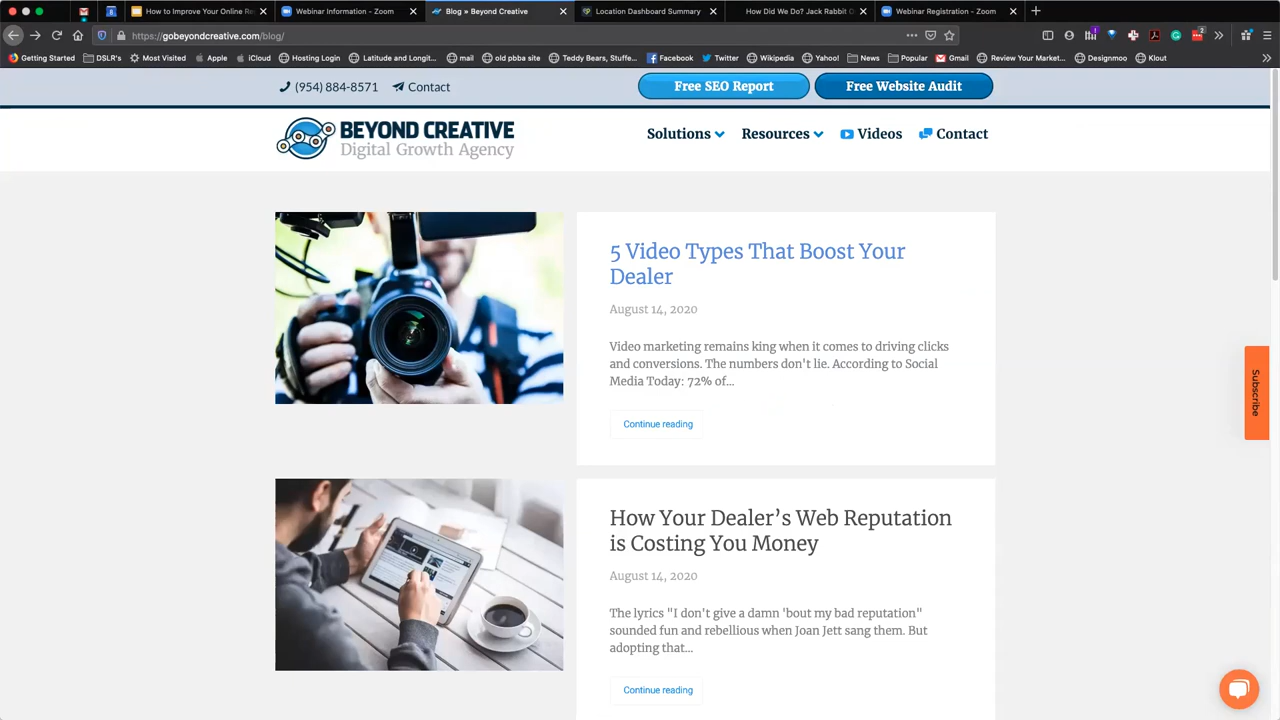 How to Improve Your Online Re
Webinar Information - Zoom
Blog » Beyond Creative
Location Dashboard Summary
How Did We Do? Jack Rabbit O
Webinar Registration - Zoom
https://gobeyondcreative.com/blog/
Getting Started
DSLR's
Most Visited
Apple
iCloud
Hosting Login
Latitude and Longit...
mail
old pbba site
Teddy Bears, Stuffe...
Facebook
Twitter
Wikipedia
Yahoo!
News
Popular
Gmail
Review Your Market...
Designmoo
Klout
(954) 884-8571
Contact
Free SEO Report
Free Website Audit
BEYOND CREATIVE
Digital Growth Agency
Solutions
Resources
Videos
Contact
5 Video Types That Boost Your
Dealer
August 14, 2020
Video marketing remains king when it comes to driving clicks
and conversions. The numbers don't lie. According to Social
Media Today: 72% of...
Continue reading
Subscribe
How Your Dealer’s Web Reputation
is Costing You Money
August 14, 2020
The lyrics "I don't give a damn 'bout my bad reputation"
sounded fun and rebellious when Joan Jett sang them. But
adopting that...
Continue reading